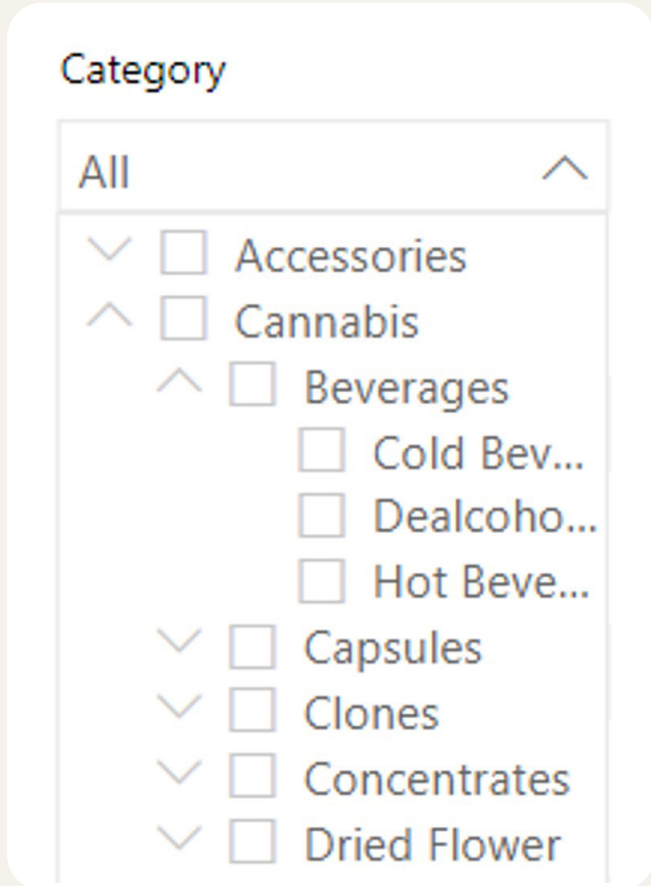 Category
All
Accessories
Cannabis
Beverages
Cold Bev...
Dealcoho...
Hot Beve...
Capsules
Clones
Concentrates
Dried Flower